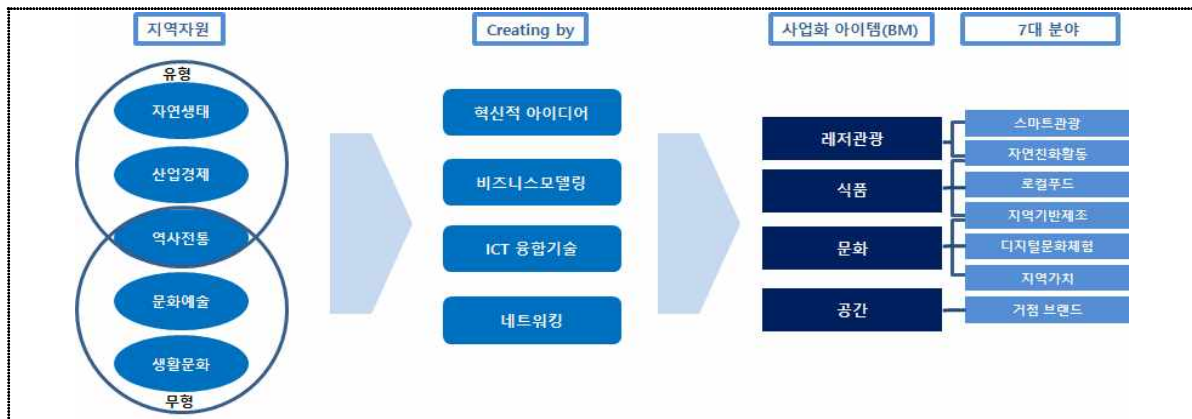 지역자원
Creating by
사업화 아이템(BM)
7대 분야
유형
자연생태
산업경제
역사전통
문화예술
생활문화
무형
혁신적 아이디어
비즈니스모델링
ICT 융합기술
네트워킹
레저관광
식품
문화
공간
스마트관광
자연친화활동
로컬푸드
지역기반제조
디지털문화체험
지역가치
거점 브랜드